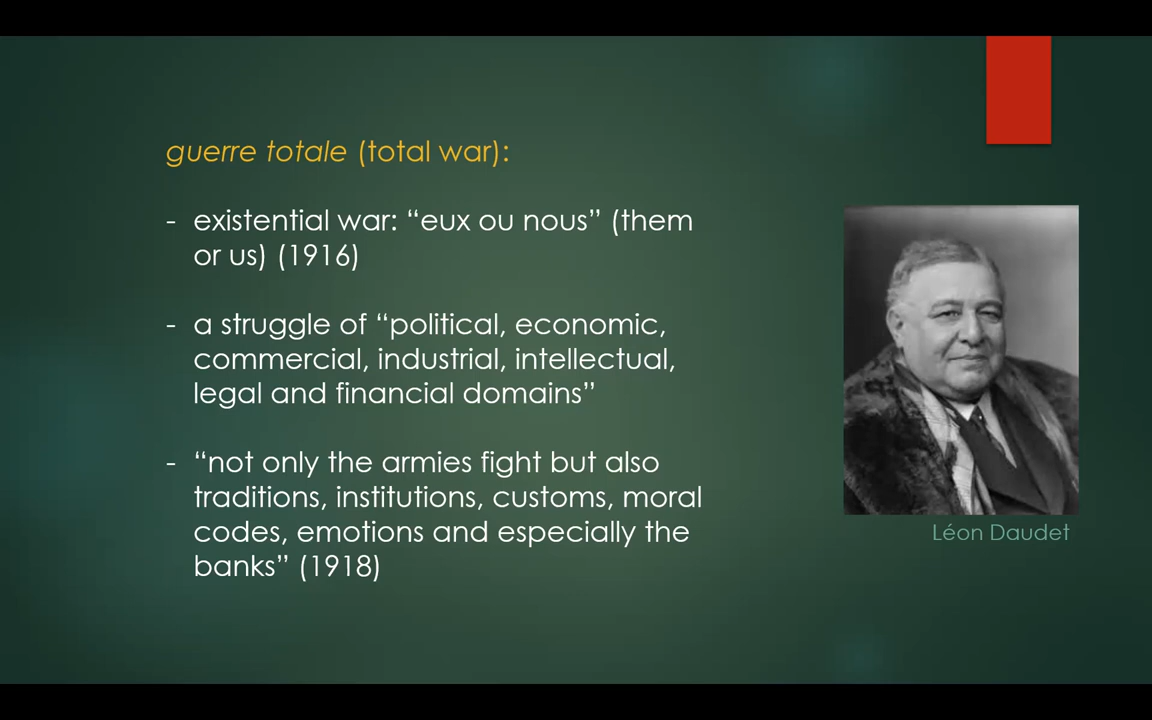 guerre totale (total war):
- existential war: “eux ou nous” (them
or us) (1916)
- a struggle of “political, economic,
commercial, industrial, intellectual,
legal and financial domains”
- “not only the armies fight but also
traditions, institutions, customs, moral
codes, emotions and especially the
banks” (1918)
Léon Daudet